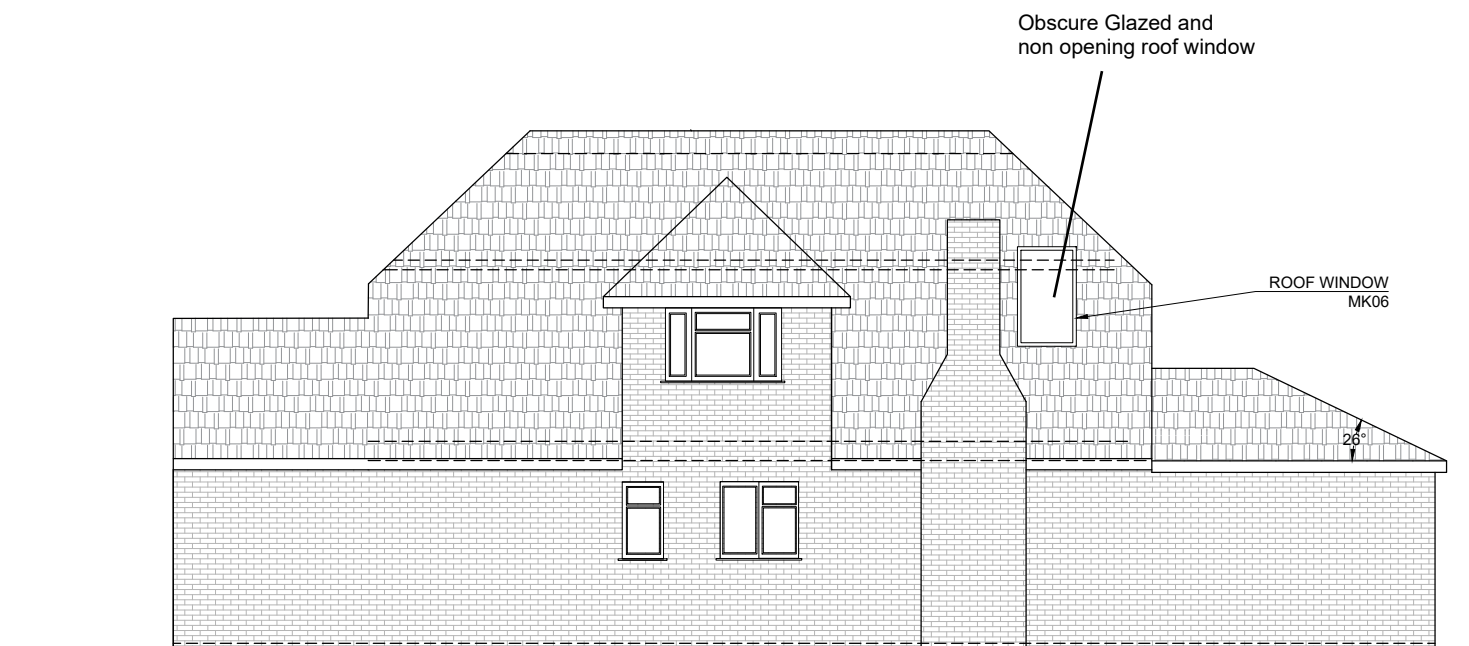 Obscure Glazed and
non opening roof window
ROOF WINDOW
MK06
26°